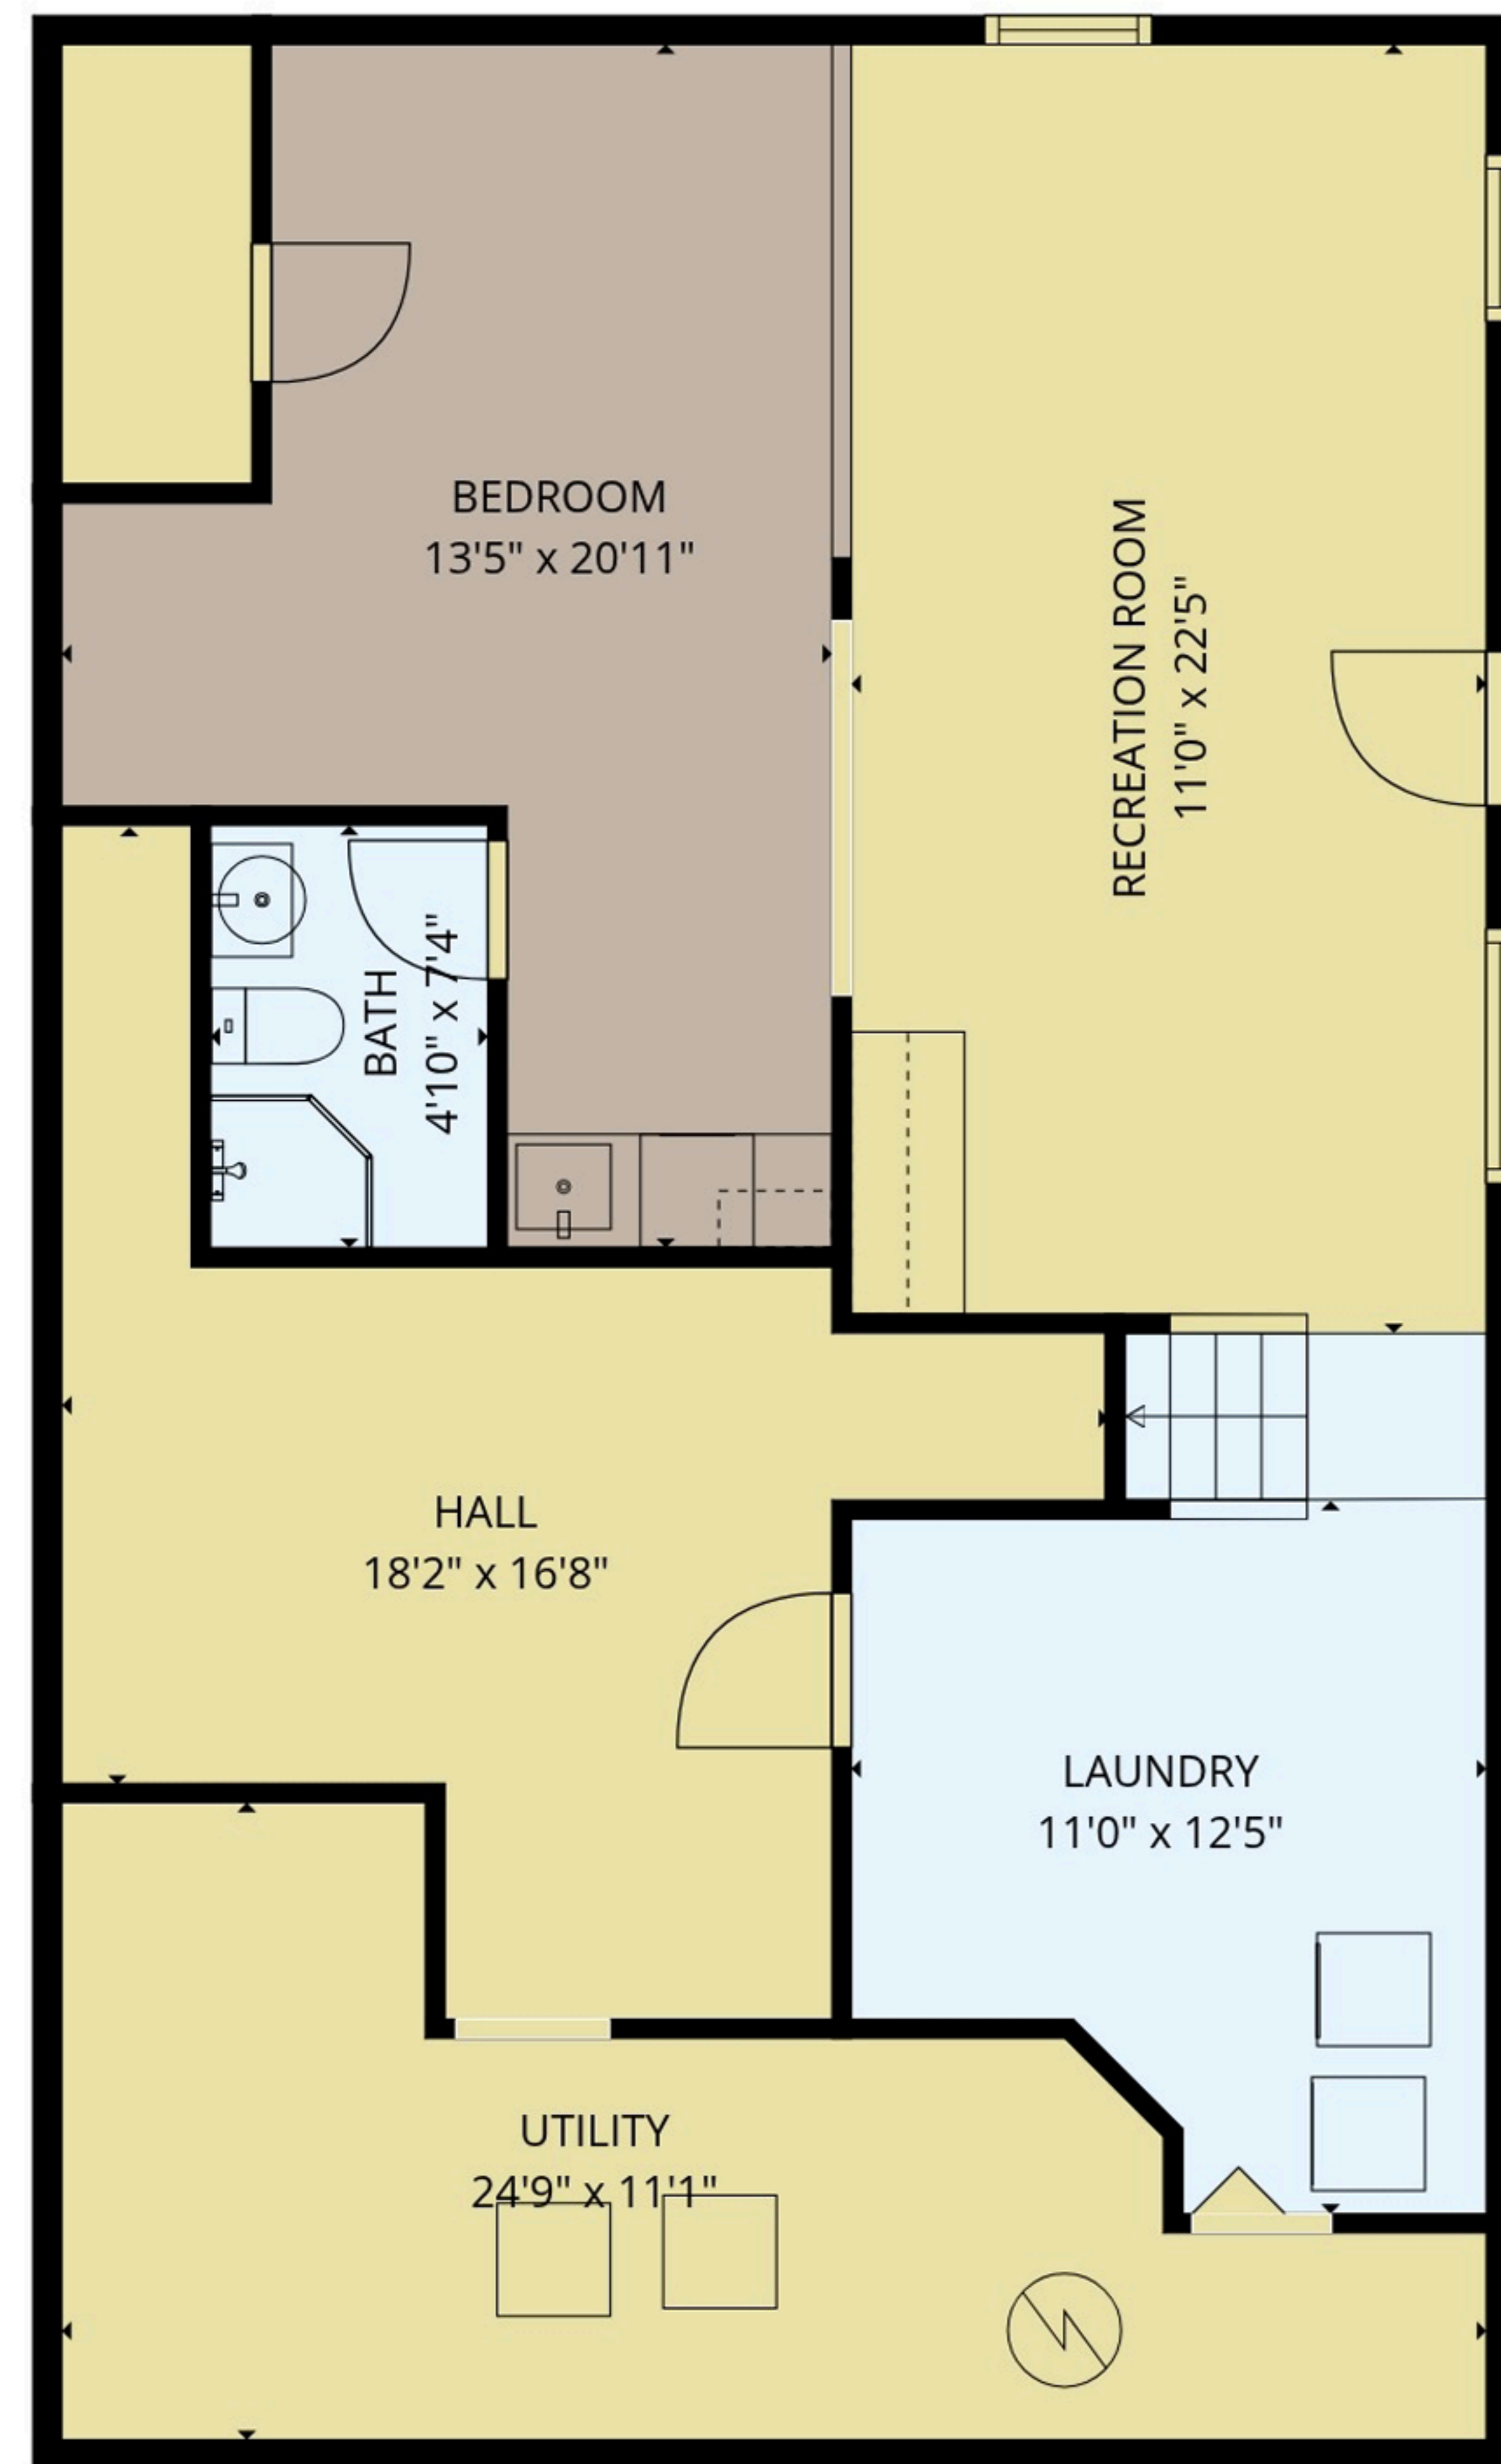 BEDROOM
13'5" x 20'11"
RECREATION ROOM
11'0" x 22'5"
BATH
4'10" x 7'4"
HALL
18'2" x 16'8"
LAUNDRY
11'0" x 12'5"
UTILITY
24'9" x 11'1"